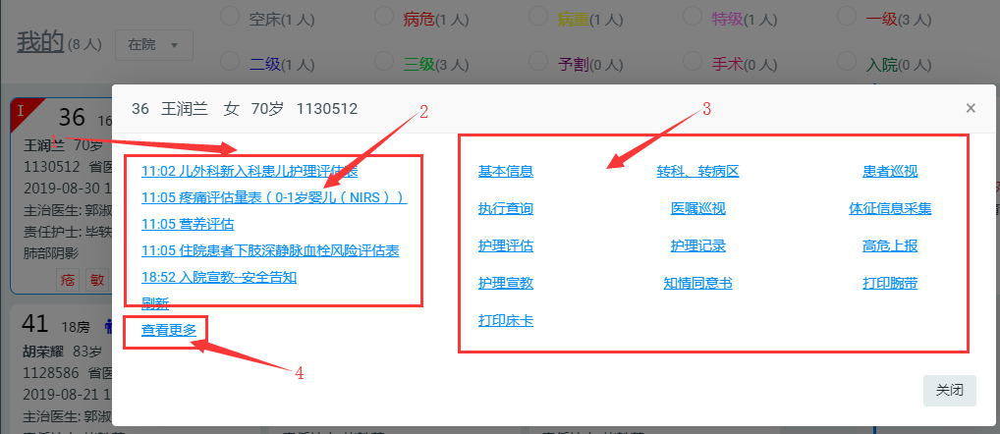 空床(1 人) 病危(1 人) 病重(1 人) 特级(1 人) 一级(3 人)
我的 (8 人) 在院
二级(1 人) 三级(3 人) 予割(0 人) 手术(0 人) 入院(0 人)
36 王润兰 女 70岁 1130512 ×
I 36 16
王润兰 70岁
1130512 省医
2019-08-30 1
主治医生: 郭淑
责任护士: 毕轶
肺部阴影
痞 敏
41 18房
胡荣耀 83岁
1128586 省医
2019-08-21 1
主治医生: 郭淑
1
2
3
11:02 儿外科新入科患儿护理评估表
11:05 疼痛评估量表（0-1岁婴儿（NIRS））
11:05 营养评估
11:05 住院患者下肢深静脉血栓风险评估表
18:52 入院宣教--安全告知
刷新
查看更多
4
基本信息 转科、转病区 患者巡视
执行查询 医嘱巡视 体征信息采集
护理评估 护理记录 高危上报
护理宣教 知情同意书 打印腕带
打印床卡
关闭